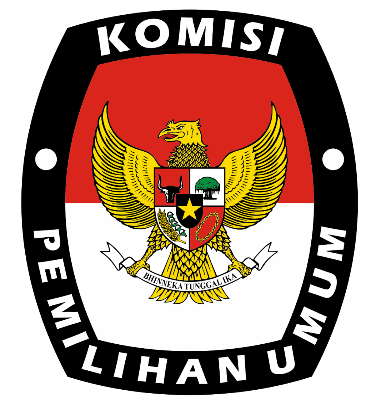 KOMISI
BHINNEKA TUNGGAL IKA
PEMILIHAN UMUM